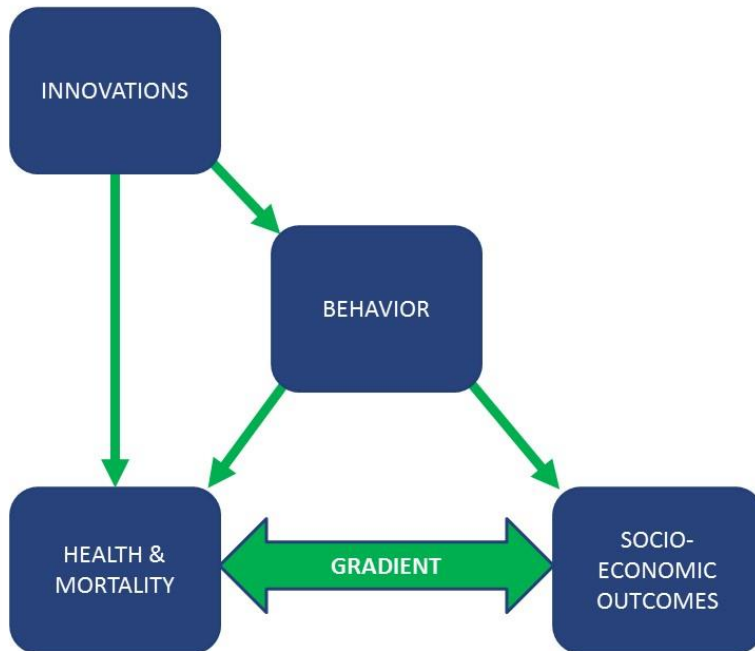 INNOVATIONS
BEHAVIOR
HEALTH &
MORTALITY
GRADIENT
SOCIO-
ECONOMIC
OUTCOMES